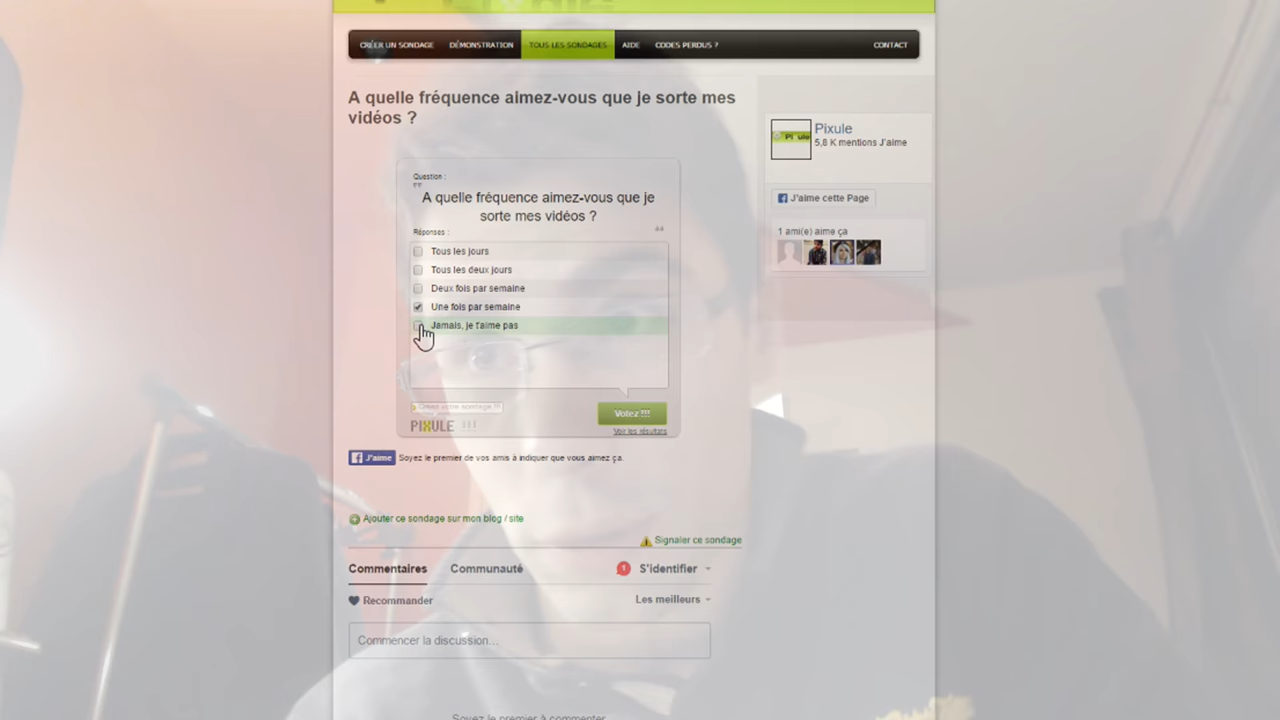 CRÉER UN SONDAGE DÉMONSTRATION TOUS LES SONDAGES AIDE CODES PERDUS ? CONTACT
A quelle fréquence aimez-vous que je sorte mes
vidéos ?
Pixule
5,8 K mentions J'aime
J'aime cette Page
1 ami(e) aime ça
Question :
A quelle fréquence aimez-vous que je
sorte mes vidéos ?
Réponses :
Tous les jours
Tous les deux jours
Deux fois par semaine
Une fois par semaine
Jamais, je t'aime pas
Créez votre sondage !!!
Votez !!!
PIXULE !!!
Voir les résultats
J'aime Soyez le premier de vos amis à indiquer que vous aimez ça.
Ajouter ce sondage sur mon blog / site
Signaler ce sondage
Commentaires Communauté 1 S'identifier
Recommander Les meilleurs
Commencer la discussion...
Soyez le premier à commenter